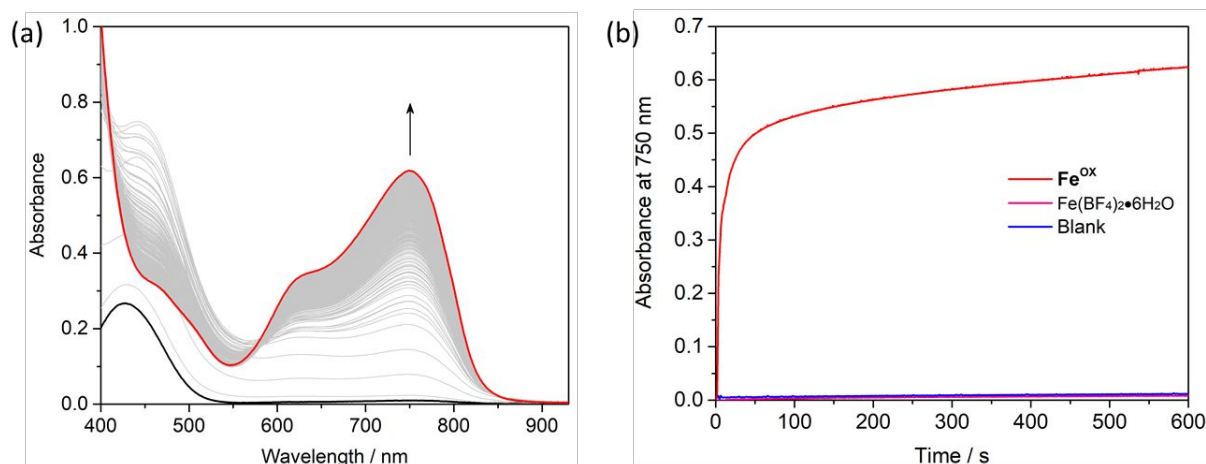 (a)
1.0
0.8
0.6
0.4
0.2
0.0
Absorbance
400 500 600 700 800 900
Wavelength / nm
(b)
0.7
0.6
0.5
0.4
0.3
0.2
0.1
0.0
Absorbance at 750 nm
Fe^ox
Fe(BF₄)₂•6H₂O
Blank
0 100 200 300 400 500 600
Time / s